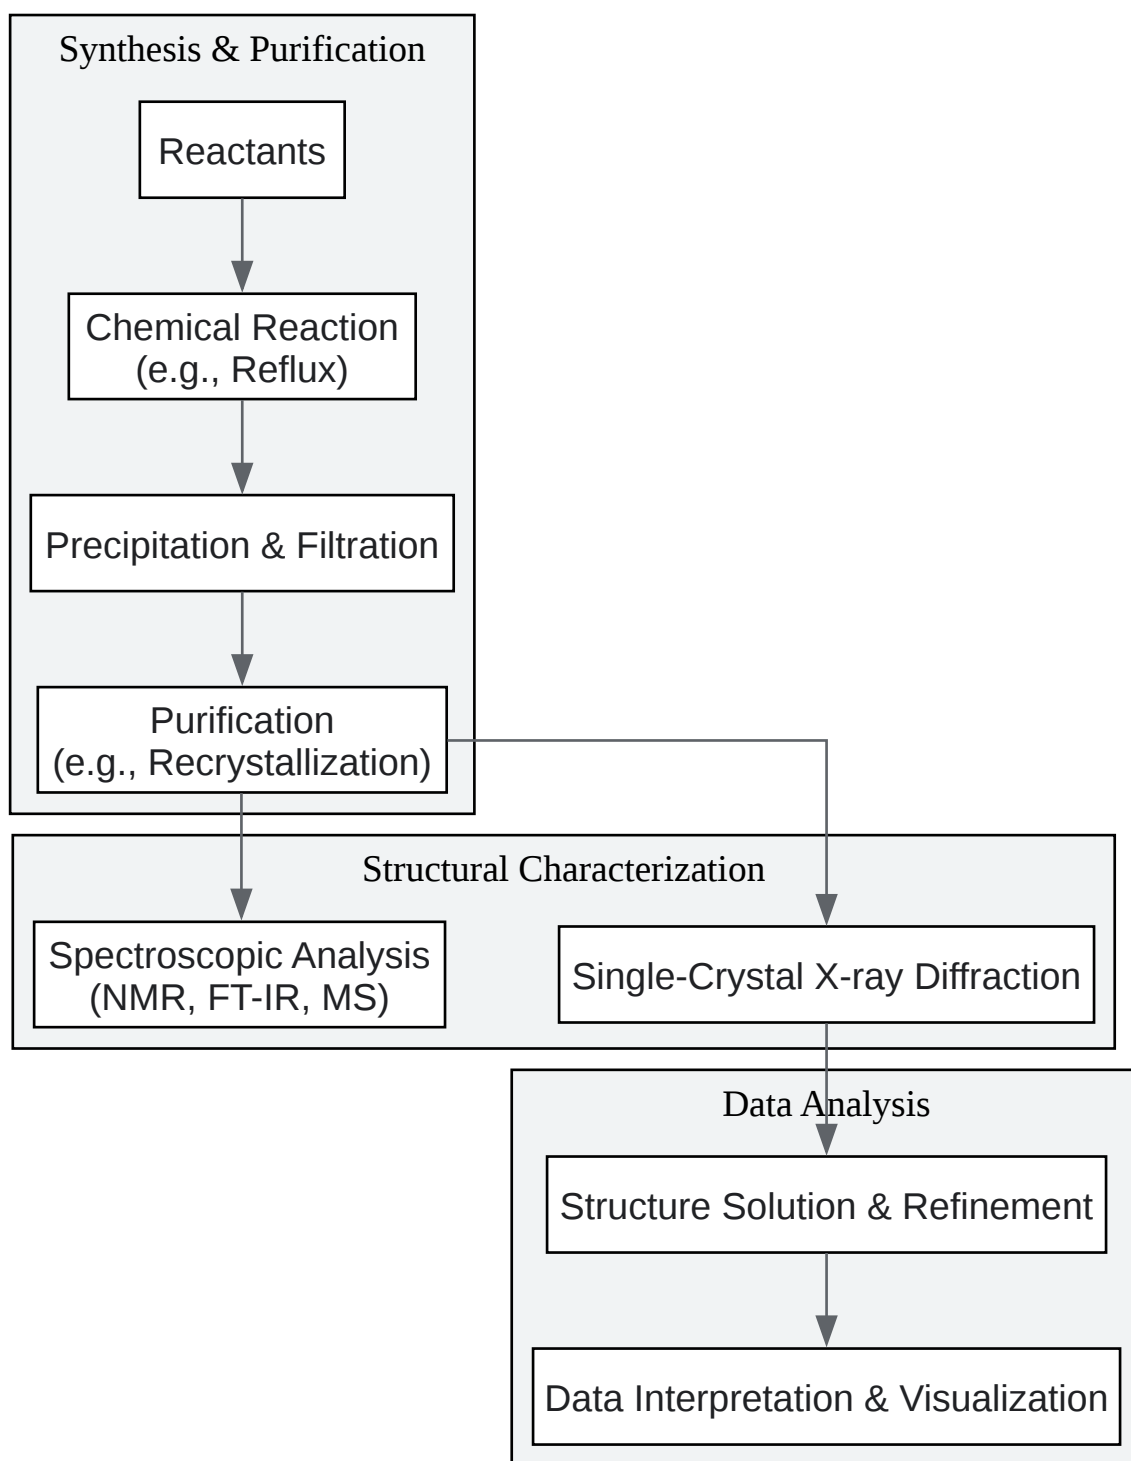 Synthesis & Purification
Reactants
Chemical Reaction
(e.g., Reflux)
Precipitation & Filtration
Purification
(e.g., Recrystallization)
Structural Characterization
Spectroscopic Analysis
(NMR, FT-IR, MS)
Single-Crystal X-ray Diffraction
Data Analysis
Structure Solution & Refinement
Data Interpretation & Visualization